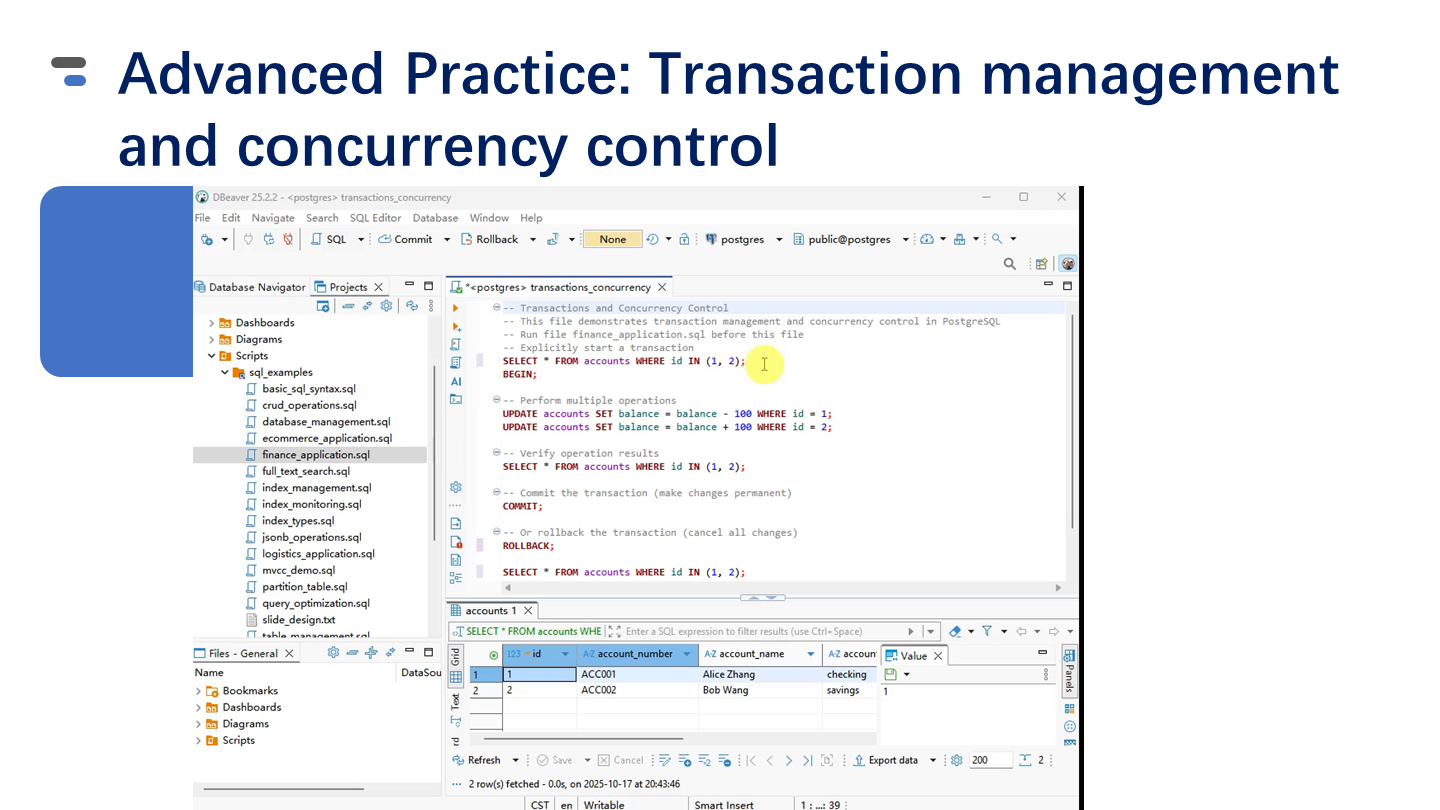 Advanced Practice: Transaction management
and concurrency control
DBeaver 25.2.2 - <postgres> transactions_concurrency
File Edit Navigate Search SQL Editor Database Window Help
SQL Commit Rollback None postgres public@postgres
Database Navigator Projects
Dashboards
Diagrams
Scripts
sql_examples
basic_sql_syntax.sql
crud_operations.sql
database_management.sql
ecommerce_application.sql
finance_application.sql
full_text_search.sql
index_management.sql
index_monitoring.sql
index_types.sql
jsonb_operations.sql
logistics_application.sql
mvcc_demo.sql
partition_table.sql
query_optimization.sql
slide_design.txt
table_management.sql
*<postgres> transactions_concurrency
-- Transactions and Concurrency Control
-- This file demonstrates transaction management and concurrency control in PostgreSQL
-- Run file finance_application.sql before this file
-- Explicitly start a transaction
SELECT * FROM accounts WHERE id IN (1, 2);
BEGIN;
-- Perform multiple operations
UPDATE accounts SET balance = balance - 100 WHERE id = 1;
UPDATE accounts SET balance = balance + 100 WHERE id = 2;
-- Verify operation results
SELECT * FROM accounts WHERE id IN (1, 2);
-- Commit the transaction (make changes permanent)
COMMIT;
-- Or rollback the transaction (cancel all changes)
ROLLBACK;
SELECT * FROM accounts WHERE id IN (1, 2);
AI
Files - General
Name DataSou
Bookmarks
Dashboards
Diagrams
Scripts
accounts 1
SELECT * FROM accounts WHE Enter a SQL expression to filter results (use Ctrl+Space)
Grid
Text
123 id A-Z account_number A-Z account_name A-Z accoun
1 1 ACC001 Alice Zhang checking
2 2 ACC002 Bob Wang savings
Value
1
Panels
Refresh Save Cancel Export data 200 2
2 row(s) fetched - 0.0s, on 2025-10-17 at 20:43:46
CST en Writable Smart Insert 1 : ...: 39